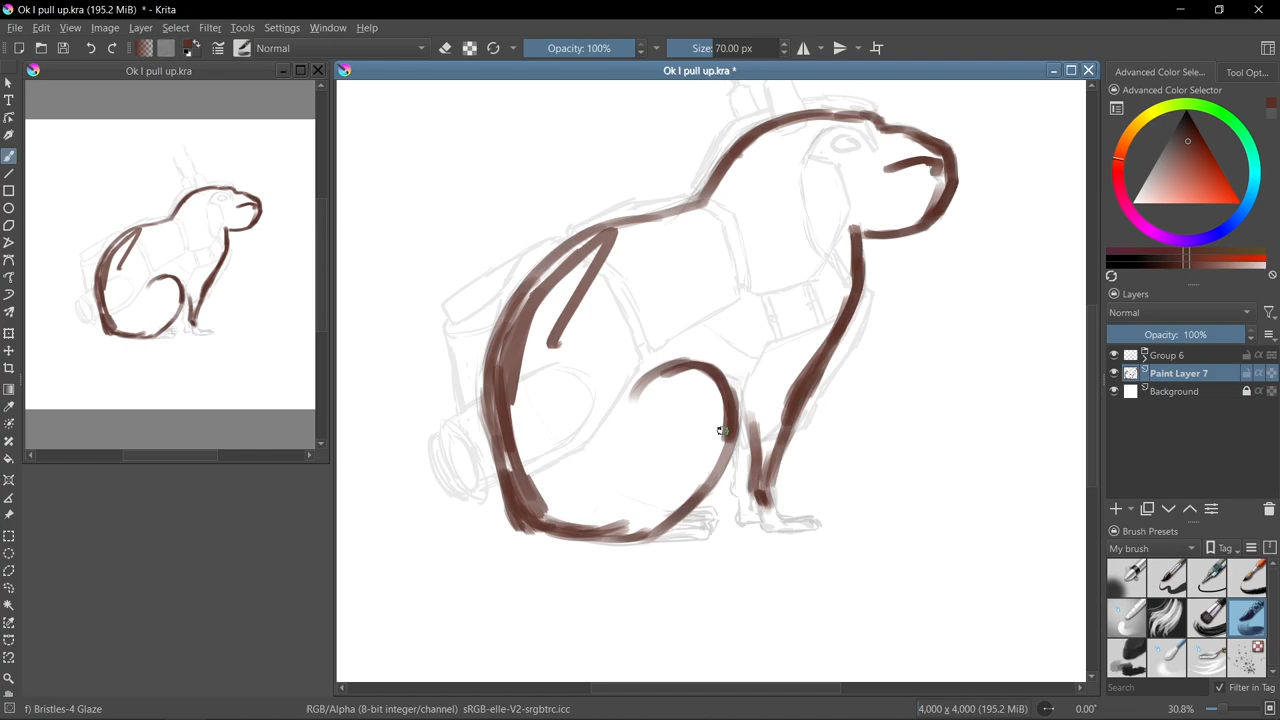 Ok I pull up.kra (195.2 MiB) * - Krita
File Edit View Image Layer Select Filter Tools Settings Window Help
Normal Opacity: 100% Size: 70.00 px
Ok I pull up.kra
Ok I pull up.kra *
Advanced Color Sele... Tool Opt...
Advanced Color Selector
Layers
Normal
Opacity: 100%
Group 6
Paint Layer 7
Background
Brush Presets
My brush Tag
Search Filter in Tag
f) Bristles-4 Glaze RGB/Alpha (8-bit integer/channel) sRGB-elle-V2-srgbtrc.icc 4,000 x 4,000 (195.2 MiB) 0.00° 30.8%